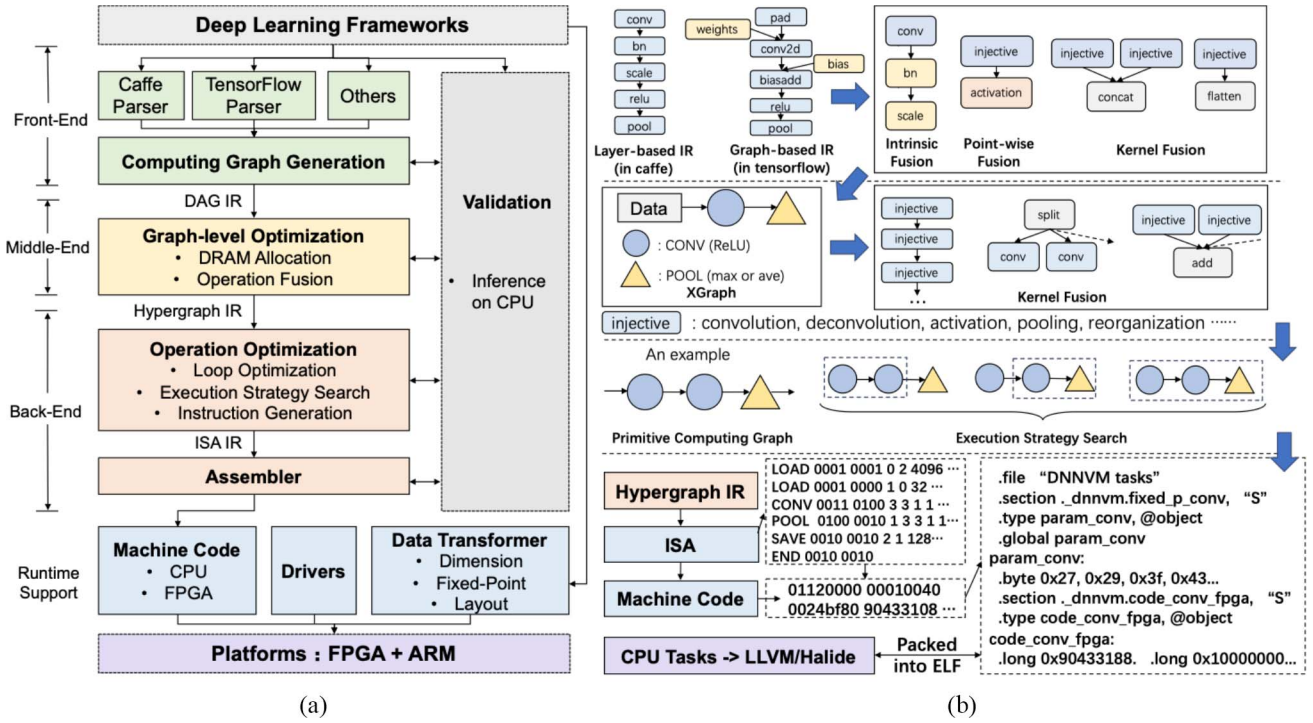 Deep Learning Frameworks
Front-End
Caffe
Parser
TensorFlow
Parser
Others
Computing Graph Generation
DAG IR
Validation
• Inference
on CPU
Middle-End
Graph-level Optimization
• DRAM Allocation
• Operation Fusion
Hypergraph IR
Back-End
Operation Optimization
• Loop Optimization
• Execution Strategy Search
• Instruction Generation
ISA IR
Assembler
Runtime
Support
Machine Code
• CPU
• FPGA
Drivers
Data Transformer
• Dimension
• Fixed-Point
• Layout
Platforms : FPGA + ARM
(a)
conv
bn
scale
relu
pool
Layer-based IR
(in caffe)
pad
weights
conv2d
bias
biasadd
relu
pool
Graph-based IR
(in tensorflow)
conv
bn
scale
Intrinsic
Fusion
injective
activation
Point-wise
Fusion
injective injective
concat
injective
flatten
Kernel Fusion
Data
: CONV (ReLU)
: POOL (max or ave)
XGraph
injective
injective
injective
...
split
conv conv
injective injective
add
Kernel Fusion
injective : convolution, deconvolution, activation, pooling, reorganization ······
An example
Primitive Computing Graph
Execution Strategy Search
Hypergraph IR
ISA
Machine Code
LOAD 0001 0001 0 2 4096 ···
LOAD 0001 0000 1 0 32 ···
CONV 0011 0100 3 3 1 1 ···
POOL 0100 0010 1 3 3 1 1···
SAVE 0010 0010 2 1 128···
END 0010 0010
01120000 00010040
0024bf80 90433108 ···
.file “DNNVM tasks”
.section ._dnnvm.fixed_p_conv, “S”
.type param_conv, @object
.global param_conv
param_conv:
.byte 0x27, 0x29, 0x3f, 0x43...
.section ._dnnvm.code_conv_fpga, “S”
.type code_conv_fpga, @object
code_conv_fpga:
.long 0x90433188. .long 0x10000000...
CPU Tasks -> LLVM/Halide
Packed
into ELF
(b)